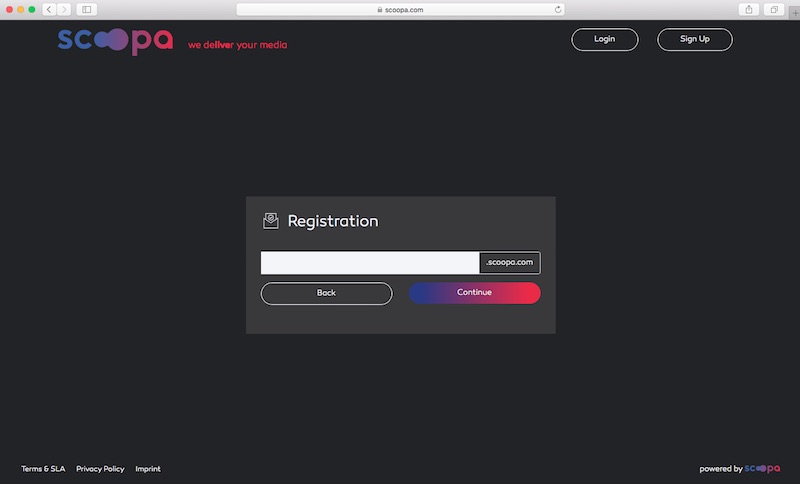 scoopa.com
scoopa
we deliver your media
Login
Sign Up
Registration
.scoopa.com
Back
Continue
Terms & SLA
Privacy Policy
Imprint
powered by scoopa